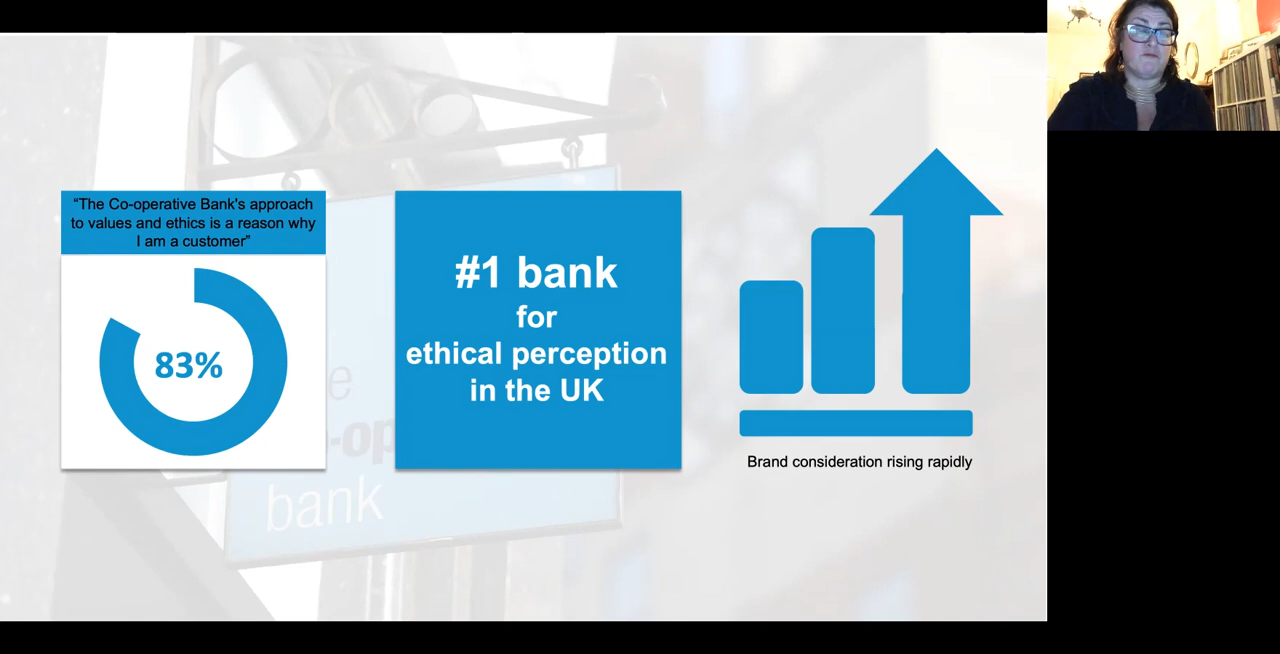 “The Co-operative Bank's approach
to values and ethics is a reason why
I am a customer”
83%
#1 bank
for
ethical perception
in the UK
Brand consideration rising rapidly
e
-op
bank